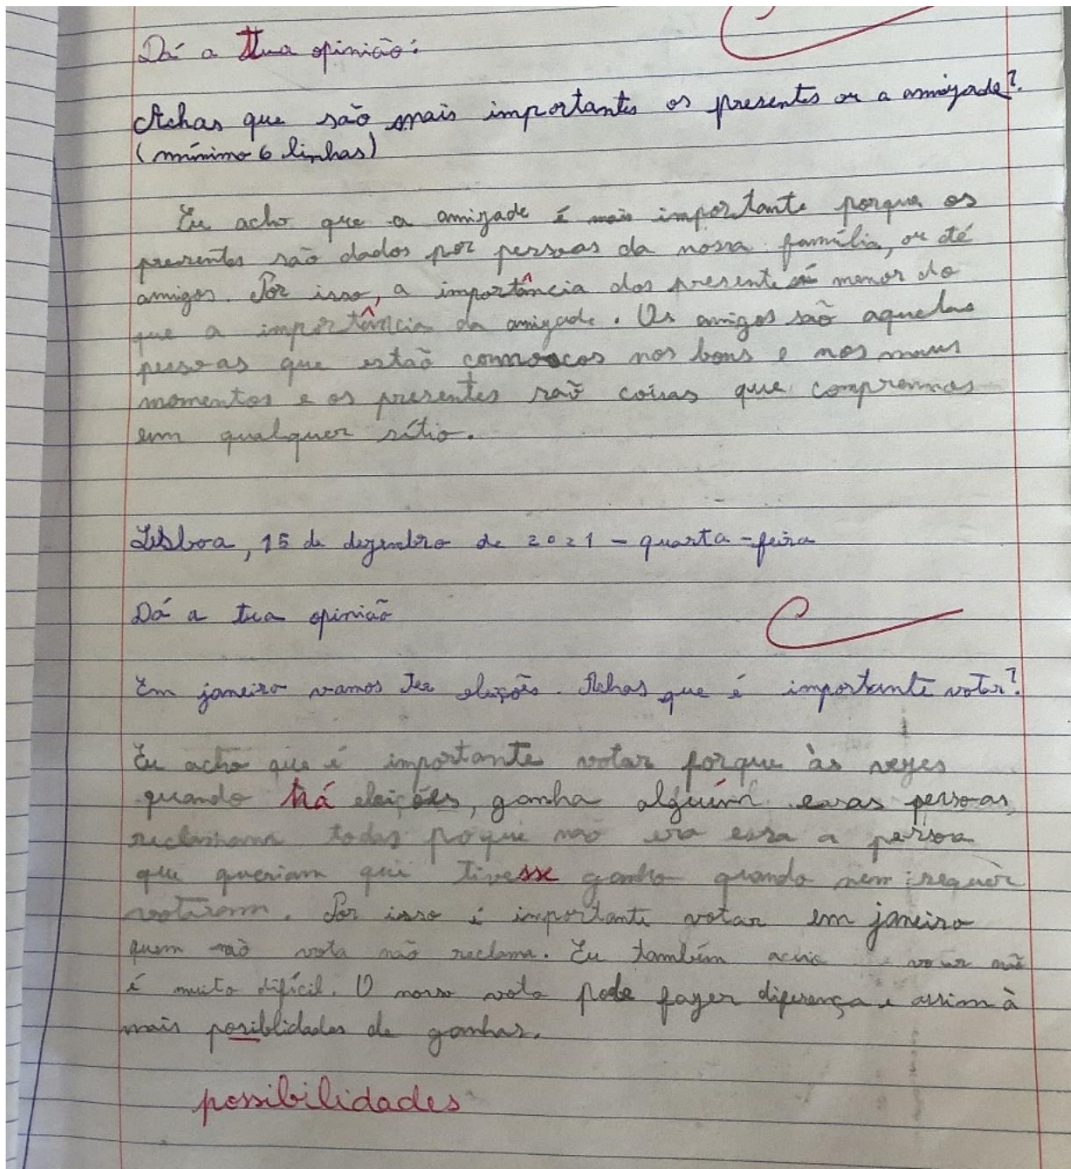 Dá a Tua opinião:
Achas que são mais importantes os presentes ou a amizade?
(mínimo 6 linhas)
Eu acho que a amizade é mais importante porque os
presentes são dados por pessoas da nossa família, ou até
amigos. Por isso, a importância dos presentes é menor do
que a importância da amizade. Os amigos são aquelas
pessoas que estão connoscos nos bons e nos maus
momentos e os presentes são coisas que compramos
em qualquer sítio.
Lisboa, 15 de dezembro de 2021 - quarta-feira
Dá a tua opinião
Em janeiro vamos ter eleições. Achas que é importante votar?
Eu acho que é importante votar porque às vezes
quando há eleições, ganha alguém essas pessoas
reclamam todas poque não era essa a pessoa
que queriam que tivesse ganho quando nem sequer
votaram. Por isso é importante votar em janeiro
quem não vota não reclama. Eu também acho votar não
é muito difícil. O nosso voto pode fazer diferença e assim à
mais posiblidades de ganhar.
possibilidades